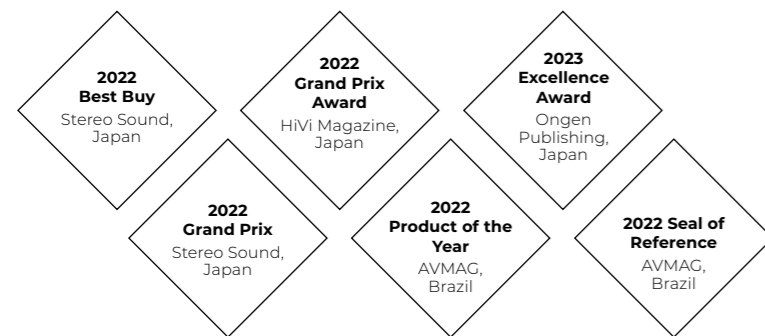 2022
Best Buy
Stereo Sound,
Japan
2022
Grand Prix
Award
HiVi Magazine,
Japan
2023
Excellence
Award
Ongen
Publishing,
Japan
2022
Grand Prix
Stereo Sound,
Japan
2022
Product of the
Year
AVMAG,
Brazil
2022 Seal of
Reference
AVMAG,
Brazil